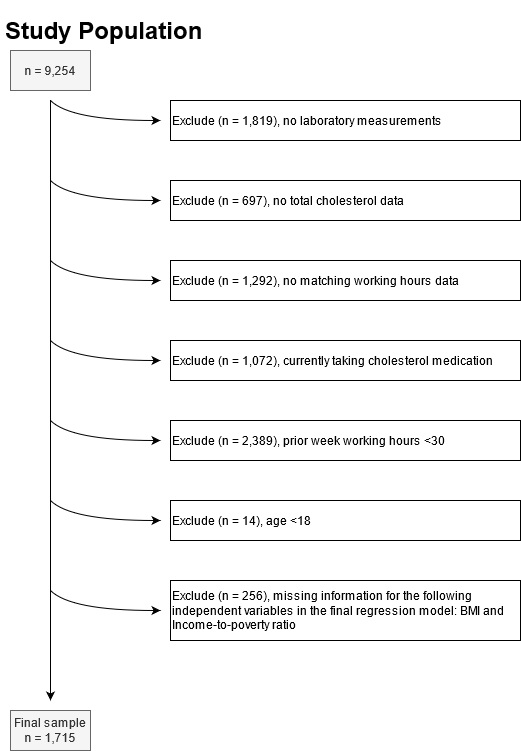 Study Population
n = 9,254
Exclude (n = 1,819), no laboratory measurements
Exclude (n = 697), no total cholesterol data
Exclude (n = 1,292), no matching working hours data
Exclude (n = 1,072), currently taking cholesterol medication
Exclude (n = 2,389), prior week working hours <30
Exclude (n = 14), age <18
Exclude (n = 256), missing information for the following
independent variables in the final regression model: BMI and
Income-to-poverty ratio
Final sample
n = 1,715